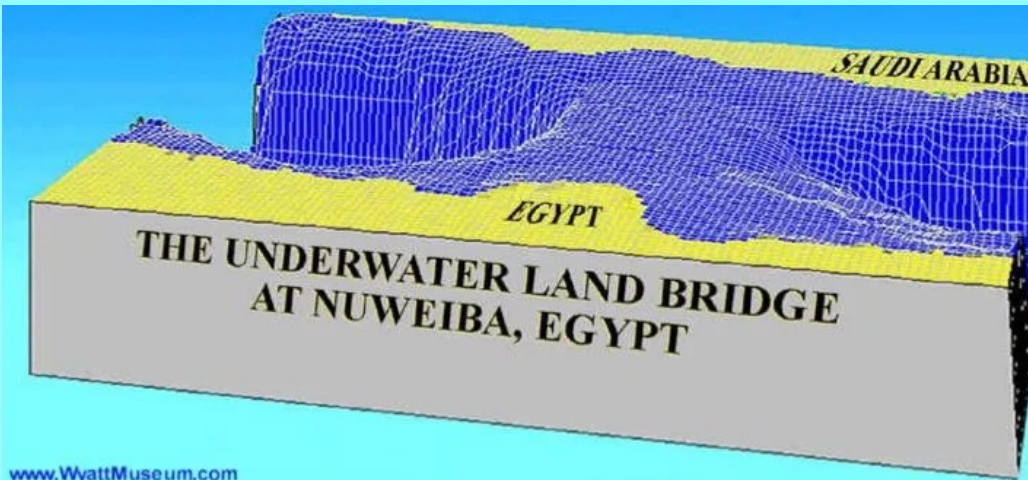 SAUDI ARABIA
EGYPT
THE UNDERWATER LAND BRIDGE
AT NUWEIBA, EGYPT
www.WyattMuseum.com